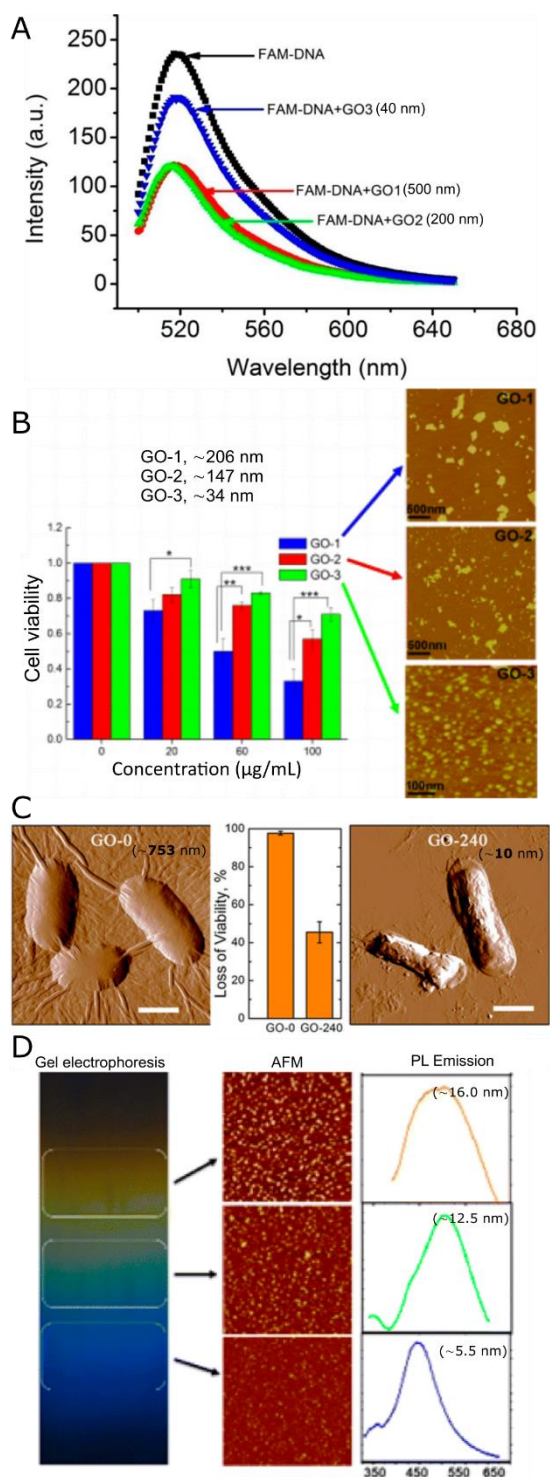 A
250
200
150
100
50
0
Intensity (a.u.)
FAM-DNA
FAM-DNA+GO3 (40 nm)
FAM-DNA+GO1 (500 nm)
FAM-DNA+GO2 (200 nm)
520 560 600 640 680
Wavelength (nm)
B
GO-1, ~206 nm
GO-2, ~147 nm
GO-3, ~34 nm
1.2
1.0
0.8
0.6
0.4
0.2
0.0
Cell viability
* ** *** * ***
GO-1
GO-2
GO-3
0 20 60 100
Concentration (µg/mL)
GO-1
500nm
GO-2
500nm
GO-3
100nm
C
GO-0
(~753 nm)
100
80
60
40
20
0
Loss of Viability, %
GO-0 GO-240
GO-240
(~10 nm)
D
Gel electrophoresis AFM PL Emission
(~16.0 nm)
(~12.5 nm)
(~5.5 nm)
350 450 550 650